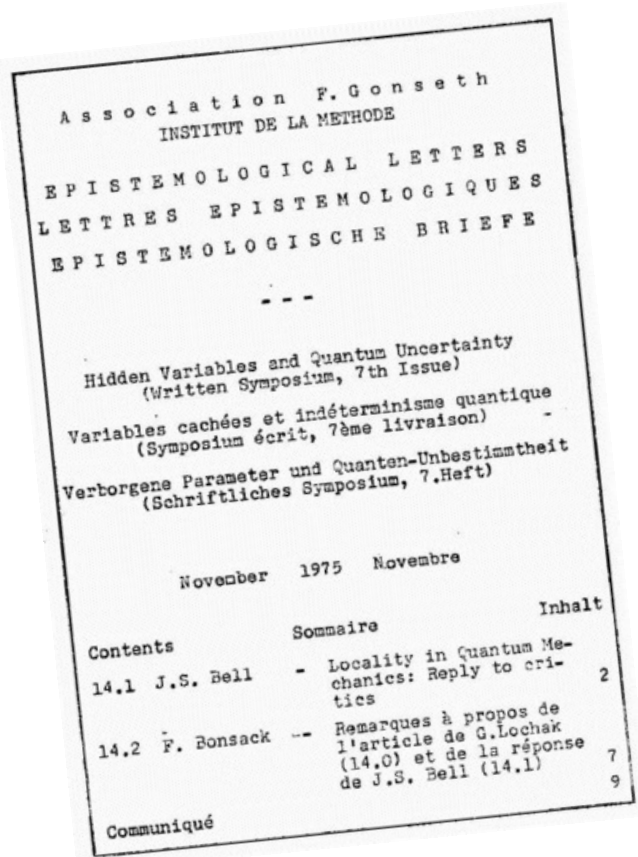 Association F. Gonseth
INSTITUT DE LA METHODE
EPISTEMOLOGICAL LETTERS
LETTRES EPISTEMOLOGIQUES
EPISTEMOLOGISCHE BRIEFE
---
Hidden Variables and Quantum Uncertainty
(Written Symposium, 7th Issue)
Variables cachées et indéterminisme quantique
(Symposium écrit, 7ème livraison)
Verborgene Parameter und Quanten-Unbestimmtheit
(Schriftliches Symposium, 7.Heft)
November 1975 Novembre
Contents Sommaire Inhalt
14.1 J.S. Bell - Locality in Quantum Me-
chanics: Reply to cri-
tics 2
14.2 F. Bonsack -- Remarques à propos de
l'article de G.Lochak
(14.0) et de la réponse
de J.S. Bell (14.1) 7
Communiqué 9